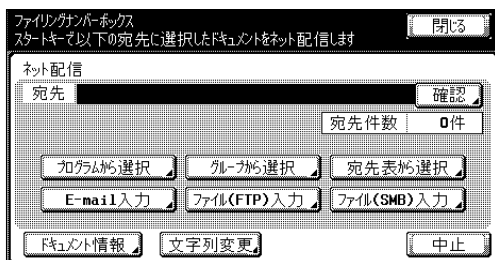 ファイリングナンバーボックス
スタートキーで以下の宛先に選択したドキュメントをネット配信します
閉じる
ネット配信
宛先
確認
宛先件数 0件
プログラムから選択 グループから選択 宛先表から選択
E-mail入力 ファイル(FTP)入力 ファイル(SMB)入力
ドキュメント情報 文字列変更 中止